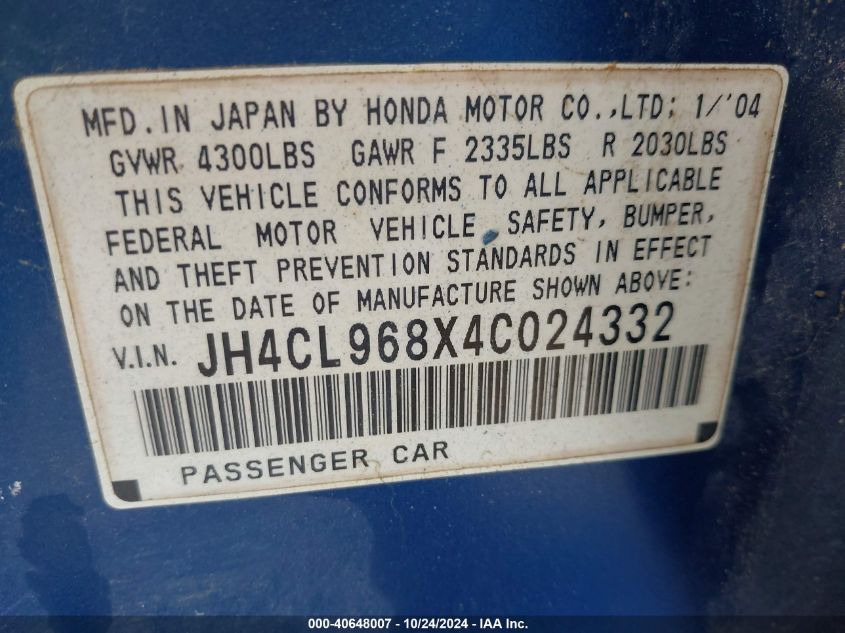 MFD. IN JAPAN BY HONDA MOTOR CO.,LTD; 1/'04
GVWR 4300LBS GAWR F 2335LBS R 2030LBS
THIS VEHICLE CONFORMS TO ALL APPLICABLE
FEDERAL MOTOR VEHICLE SAFETY, BUMPER,
AND THEFT PREVENTION STANDARDS IN EFFECT
ON THE DATE OF MANUFACTURE SHOWN ABOVE:
V.I.N. JH4CL968X4C024332
PASSENGER CAR
000-40648007 - 10/24/2024 - IAA Inc.